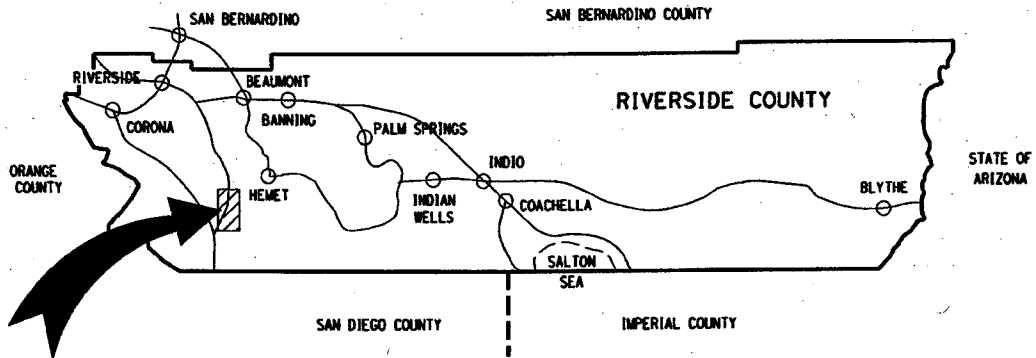 SAN BERNARDINO
SAN BERNARDINO COUNTY
RIVERSIDE
BEAUMONT
RIVERSIDE COUNTY
CORONA
BANNING
PALM SPRINGS
ORANGE
COUNTY
HEMET
INDIO
STATE OF
ARIZONA
INDIAN
WELLS
COACHELLA
BLYTHE
SALTON
SEA
SAN DIEGO COUNTY
IMPERIAL COUNTY